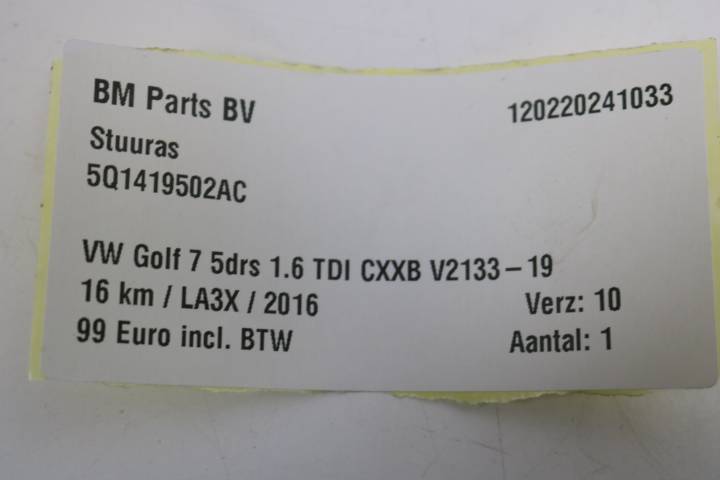 BM Parts BV 120220241033
Stuuras
5Q1419502AC
VW Golf 7 5drs 1.6 TDI CXXB V2133-19
16 km / LA3X / 2016 Verz: 10
99 Euro incl. BTW Aantal: 1